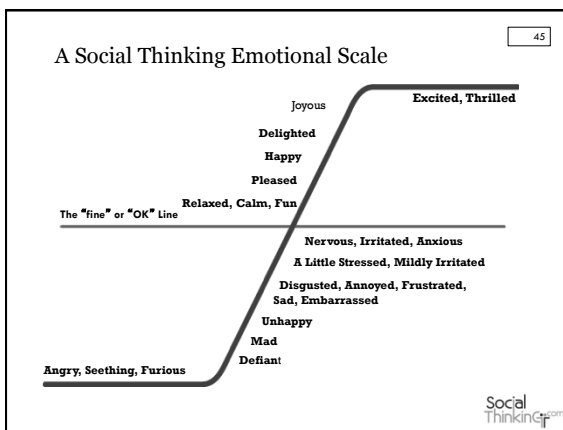 45
A Social Thinking Emotional Scale
Excited, Thrilled
Joyous
Delighted
Happy
Pleased
Relaxed, Calm, Fun
The "fine" or "OK" Line
Nervous, Irritated, Anxious
A Little Stressed, Mildly Irritated
Disgusted, Annoyed, Frustrated,
Sad, Embarrassed
Unhappy
Mad
Defiant
Angry, Seething, Furious
Social
Thinking.com